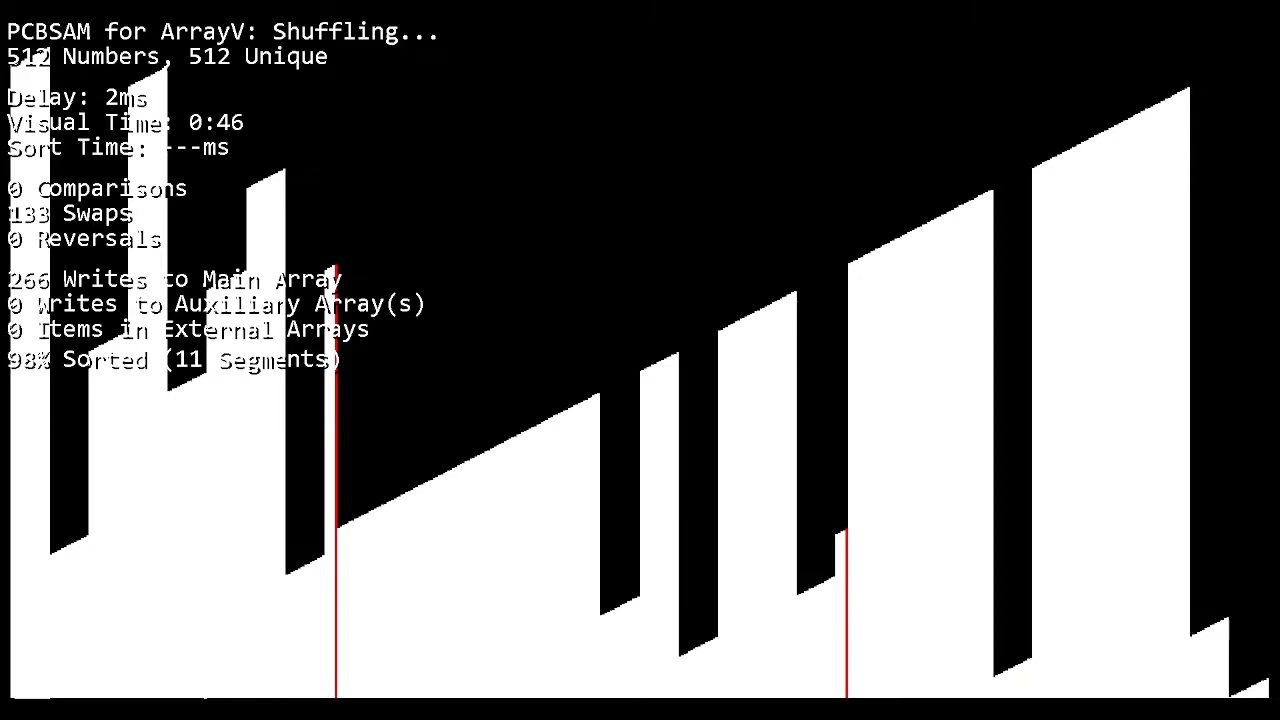 PCBSAM for ArrayV: Shuffling...
512 Numbers, 512 Unique
Delay: 2ms
Visual Time: 0:46
Sort Time: ---ms
0 Comparisons
133 Swaps
0 Reversals
266 Writes to Main Array
0 Writes to Auxiliary Array(s)
0 Items in External Arrays
98% Sorted (11 Segments)